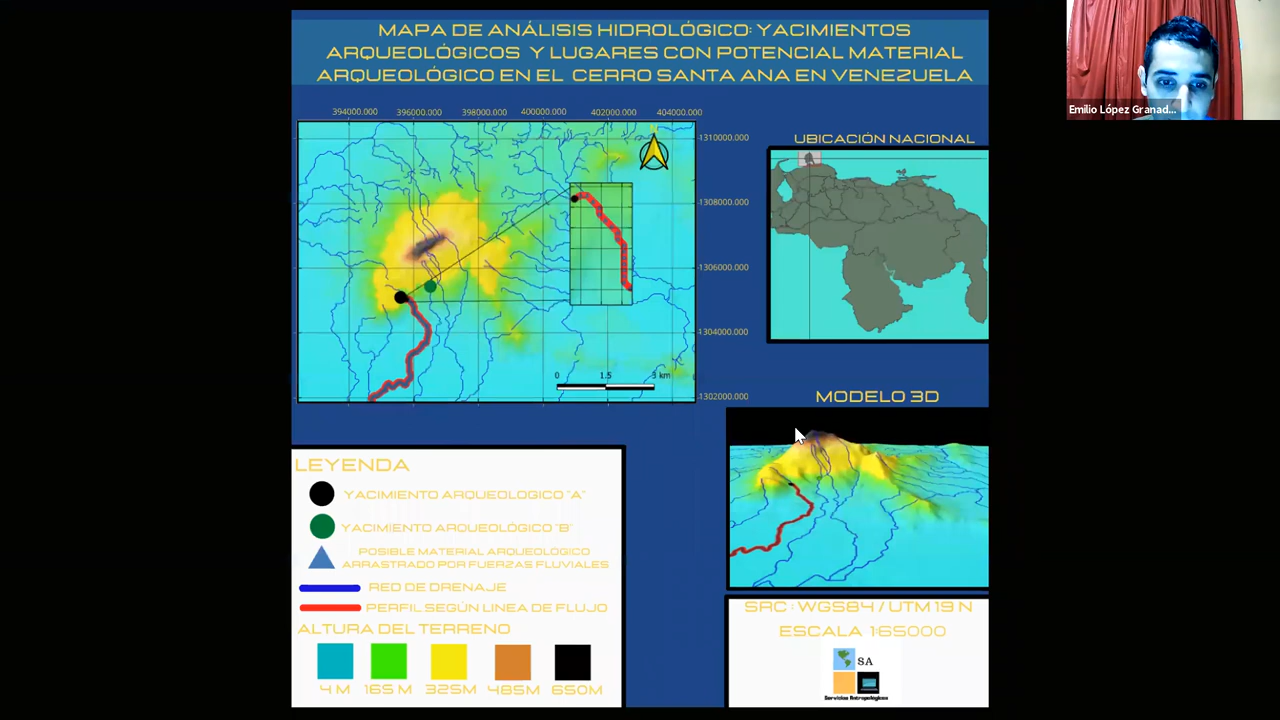 MAPA DE ANÁLISIS HIDROLÓGICO: YACIMIENTOS
ARQUEOLÓGICOS Y LUGARES CON POTENCIAL MATERIAL
ARQUEOLÓGICO EN EL CERRO SANTA ANA EN VENEZUELA
Emilio López Granad...
394000.000 396000.000 398000.000 400000.000 402000.000 404000.000
1310000.000
1308000.000
1306000.000
1304000.000
1302000.000
N
0 1.5 3 km
UBICACIÓN NACIONAL
MODELO 3D
LEYENDA
YACIMIENTO ARQUEOLOGICO "A"
YACIMIENTO ARQUEOLÓGICO "B"
POSIBLE MATERIAL ARQUEOLÓGICO
ARRASTRADO POR FUERZAS FLUVIALES
RED DE DRENAJE
PERFIL SEGÚN LINEA DE FLUJO
ALTURA DEL TERRENO
4 M 165 M 325M 485M 650M
SRC : WGS84 / UTM 19 N
ESCALA 1:65000
SA
Servicios Antropológicos